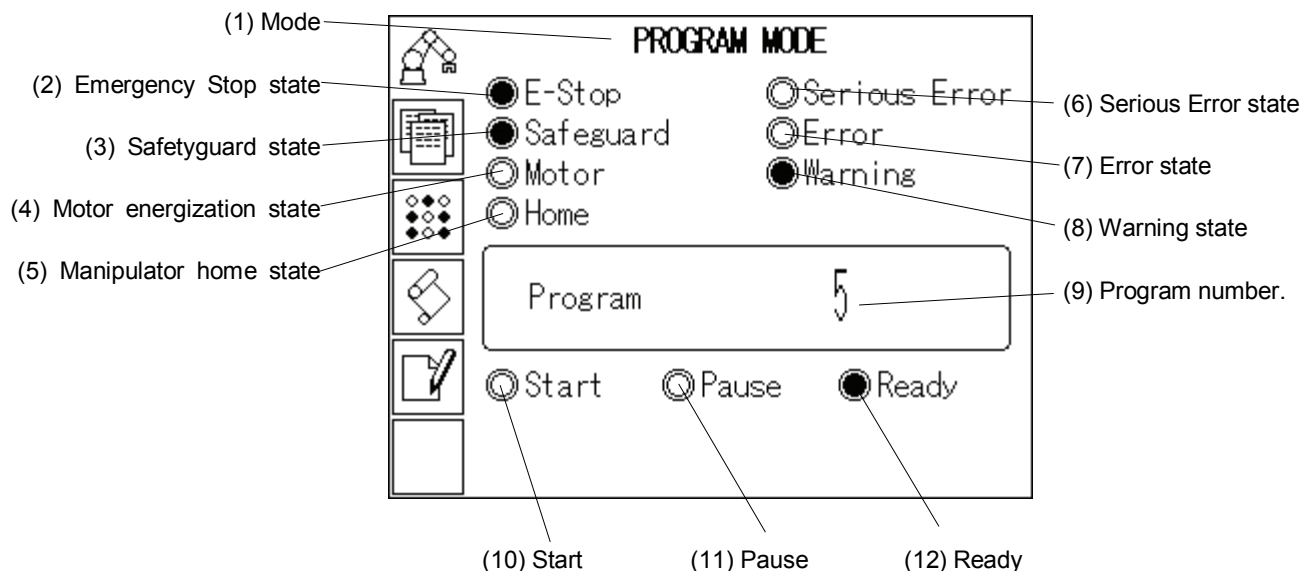 (1) Mode
PROGRAM MODE
(2) Emergency Stop state
E-Stop
Serious Error
(6) Serious Error state
(3) Safetyguard state
Safeguard
Error
(7) Error state
(4) Motor energization state
Motor
Warning
(8) Warning state
(5) Manipulator home state
Home
Program 5
(9) Program number.
Start
Pause
Ready
(10) Start
(11) Pause
(12) Ready